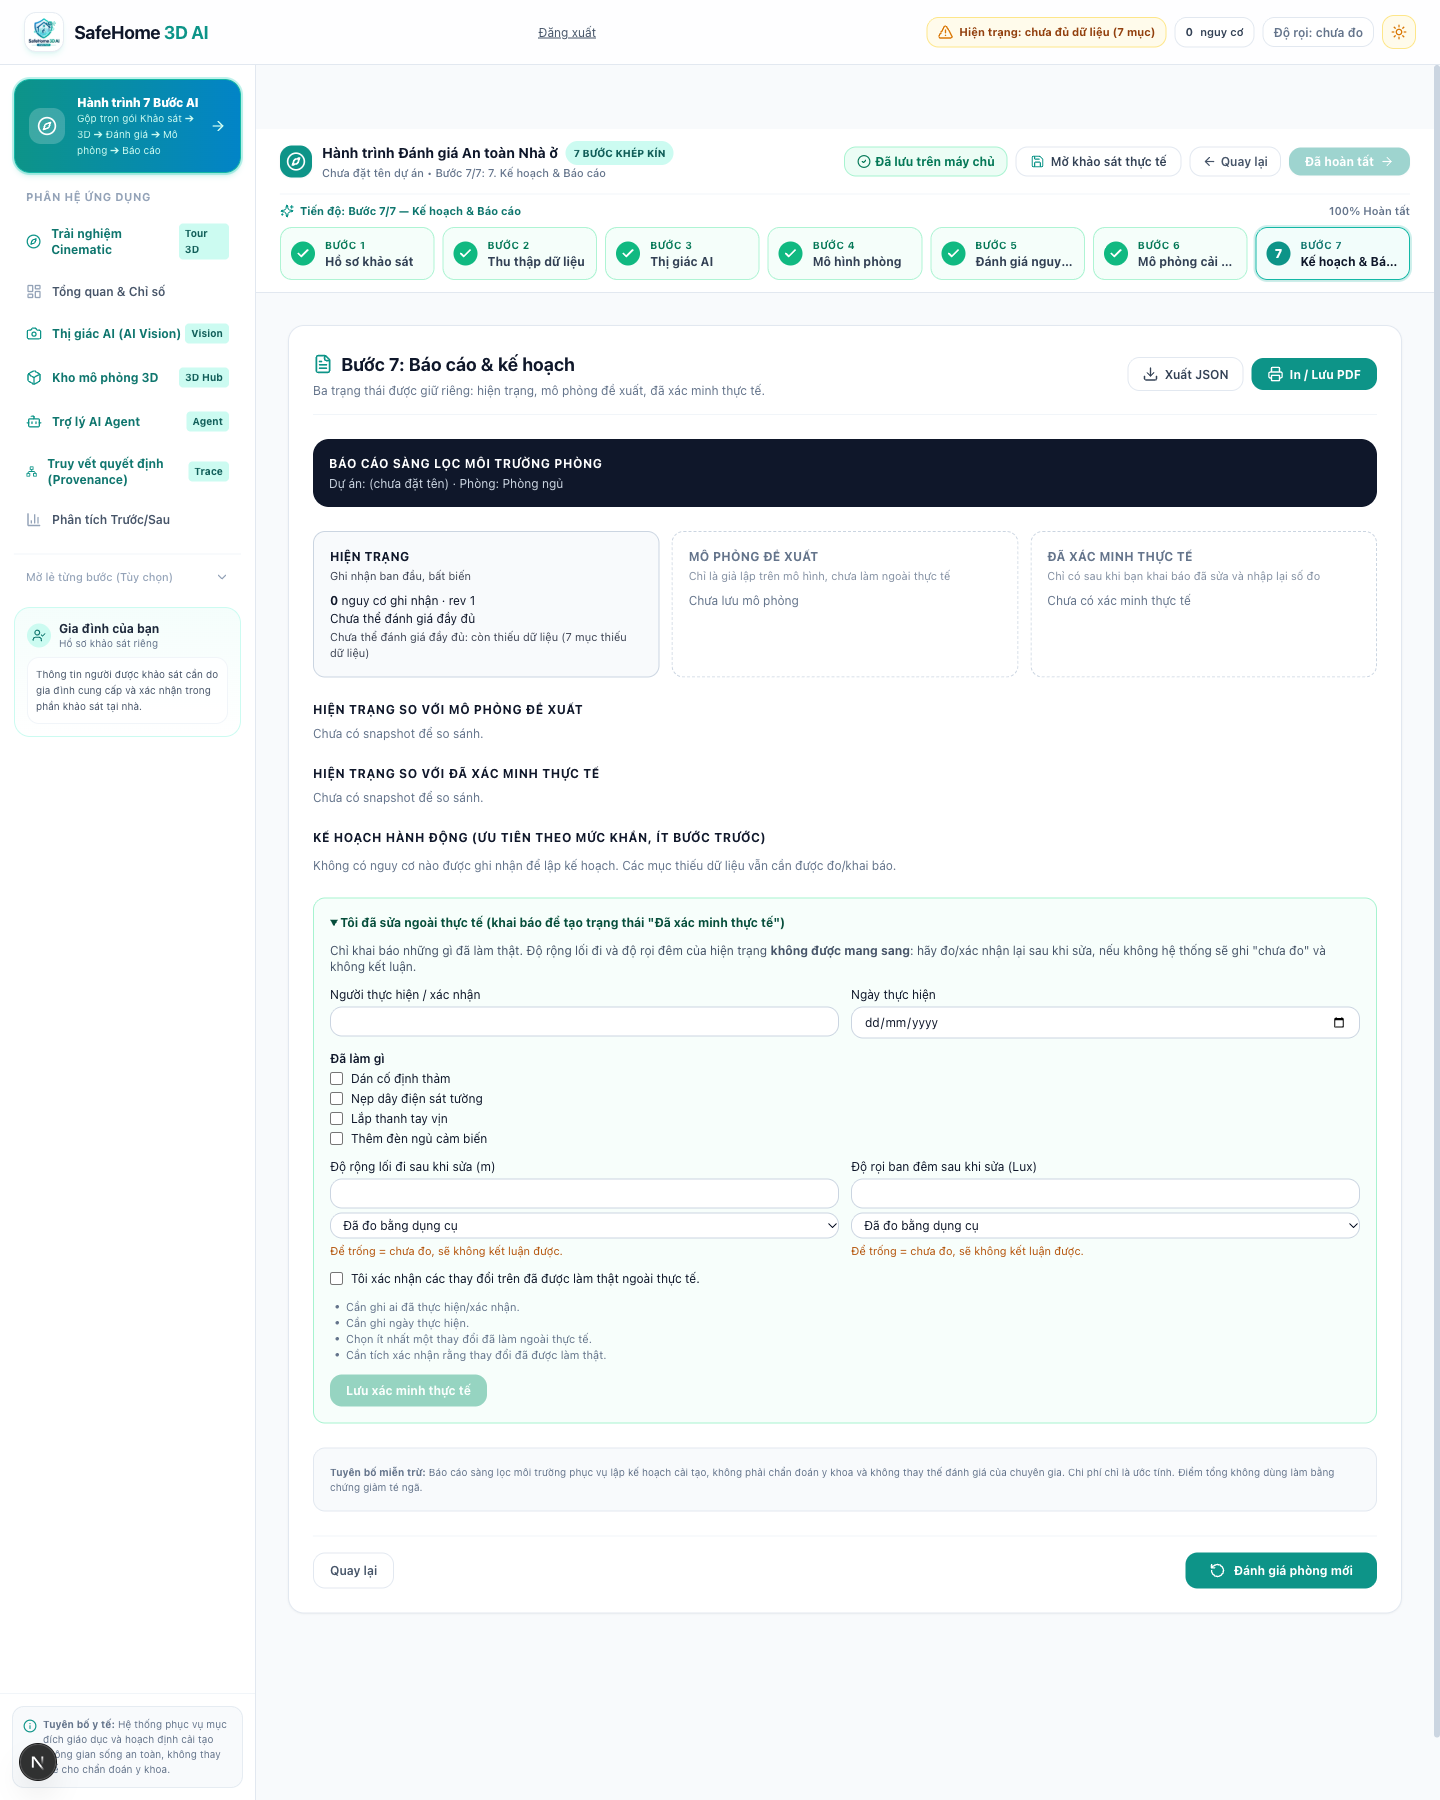 SafeHome 3D AI
Đăng xuất
Hiện trạng: chưa đủ dữ liệu (7 mục)
0 nguy cơ
Độ rọi: chưa đo
Hành trình 7 Bước AI
Gộp trọn gói Khảo sát ➔
3D ➔ Đánh giá ➔ Mô
phỏng ➔ Báo cáo
PHÂN HỆ ỨNG DỤNG
Trải nghiệm
Cinematic
Tour
3D
Tổng quan & Chỉ số
Thị giác AI (AI Vision)
Vision
Kho mô phỏng 3D
3D Hub
Trợ lý AI Agent
Agent
Truy vết quyết định
(Provenance)
Trace
Phân tích Trước/Sau
Mở lẻ từng bước (Tùy chọn)
Gia đình của bạn
Hồ sơ khảo sát riêng
Thông tin người được khảo sát cần do
gia đình cung cấp và xác nhận trong
phần khảo sát tại nhà.
Tuyên bố y tế: Hệ thống phục vụ mục
đích giáo dục và hoạch định cải tạo
gian sống an toàn, không thay
cho chẩn đoán y khoa.
N
Hành trình Đánh giá An toàn Nhà ở
7 BƯỚC KHÉP KÍN
Chưa đặt tên dự án • Bước 7/7: 7. Kế hoạch & Báo cáo
Đã lưu trên máy chủ
Mở khảo sát thực tế
Quay lại
Đã hoàn tất
Tiến độ: Bước 7/7 — Kế hoạch & Báo cáo
100% Hoàn tất
BƯỚC 1
Hồ sơ khảo sát
BƯỚC 2
Thu thập dữ liệu
BƯỚC 3
Thị giác AI
BƯỚC 4
Mô hình phòng
BƯỚC 5
Đánh giá nguy...
BƯỚC 6
Mô phỏng cải ...
7
BƯỚC 7
Kế hoạch & Bá...
Bước 7: Báo cáo & kế hoạch
Ba trạng thái được giữ riêng: hiện trạng, mô phỏng đề xuất, đã xác minh thực tế.
Xuất JSON
In / Lưu PDF
BÁO CÁO SÀNG LỌC MÔI TRƯỜNG PHÒNG
Dự án: (chưa đặt tên) · Phòng: Phòng ngủ
HIỆN TRẠNG
Ghi nhận ban đầu, bất biến
0 nguy cơ ghi nhận · rev 1
Chưa thể đánh giá đầy đủ
Chưa thể đánh giá đầy đủ: còn thiếu dữ liệu (7 mục thiếu
dữ liệu)
MÔ PHỎNG ĐỀ XUẤT
Chỉ là giả lập trên mô hình, chưa làm ngoài thực tế
Chưa lưu mô phỏng
ĐÃ XÁC MINH THỰC TẾ
Chỉ có sau khi bạn khai báo đã sửa và nhập lại số đo
Chưa có xác minh thực tế
HIỆN TRẠNG SO VỚI MÔ PHỎNG ĐỀ XUẤT
Chưa có snapshot để so sánh.
HIỆN TRẠNG SO VỚI ĐÃ XÁC MINH THỰC TẾ
Chưa có snapshot để so sánh.
KẾ HOẠCH HÀNH ĐỘNG (ƯU TIÊN THEO MỨC KHẨN, ÍT BƯỚC TRƯỚC)
Không có nguy cơ nào được ghi nhận để lập kế hoạch. Các mục thiếu dữ liệu vẫn cần được đo/khai báo.
▼ Tôi đã sửa ngoài thực tế (khai báo để tạo trạng thái "Đã xác minh thực tế")
Chỉ khai báo những gì đã làm thật. Độ rộng lối đi và độ rọi đêm của hiện trạng không được mang sang: hãy đo/xác nhận lại sau khi sửa, nếu không hệ thống sẽ ghi "chưa đo" và
không kết luận.
Người thực hiện / xác nhận
Ngày thực hiện
dd/mm/yyyy
Đã làm gì
Dán cố định thảm
Nẹp dây điện sát tường
Lắp thanh tay vịn
Thêm đèn ngủ cảm biến
Độ rộng lối đi sau khi sửa (m)
Độ rọi ban đêm sau khi sửa (Lux)
Đã đo bằng dụng cụ
Đã đo bằng dụng cụ
Để trống = chưa đo, sẽ không kết luận được.
Để trống = chưa đo, sẽ không kết luận được.
Tôi xác nhận các thay đổi trên đã được làm thật ngoài thực tế.
• Cần ghi ai đã thực hiện/xác nhận.
• Cần ghi ngày thực hiện.
• Chọn ít nhất một thay đổi đã làm ngoài thực tế.
• Cần tích xác nhận rằng thay đổi đã được làm thật.
Lưu xác minh thực tế
Tuyên bố miễn trừ: Báo cáo sàng lọc môi trường phục vụ lập kế hoạch cải tạo, không phải chẩn đoán y khoa và không thay thế đánh giá của chuyên gia. Chi phí chỉ là ước tính. Điểm tổng không dùng làm bằng
chứng giảm té ngã.
Quay lại
Đánh giá phòng mới